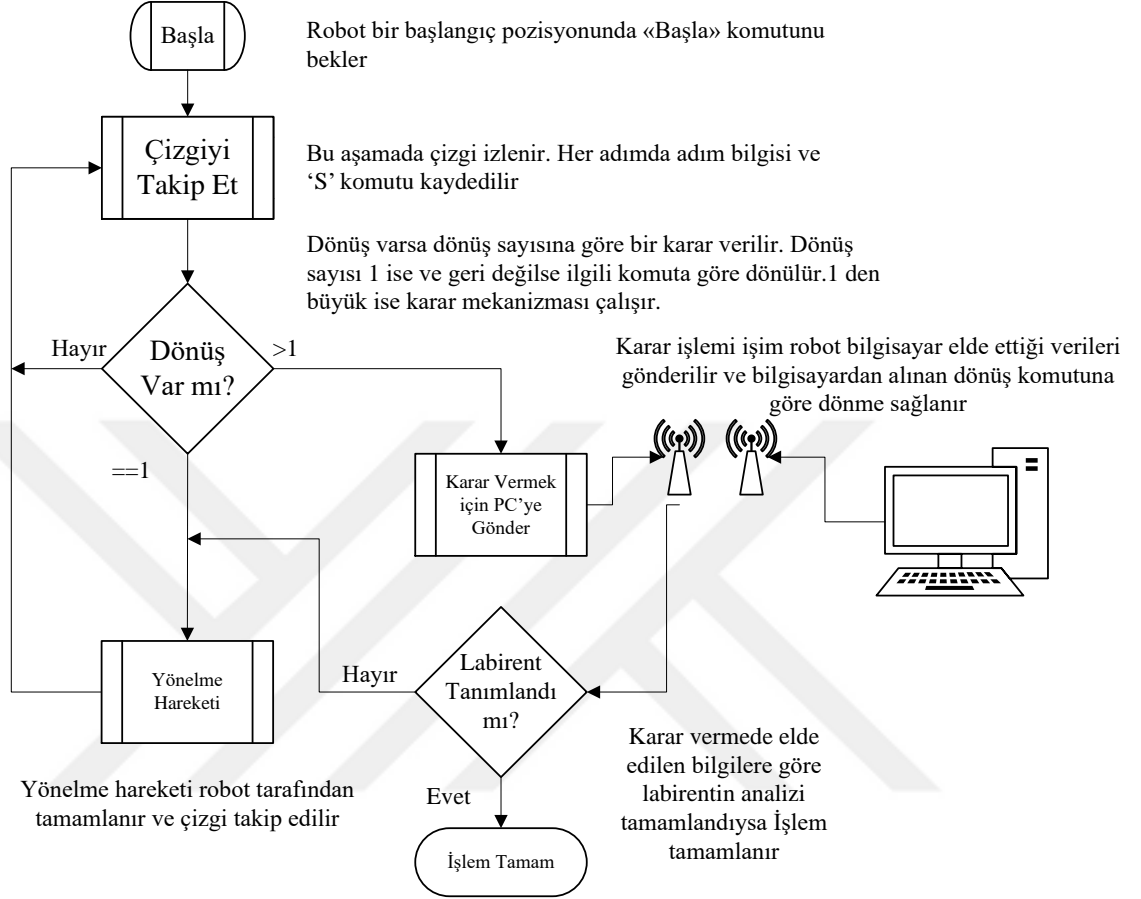 Başla
Robot bir başlangıç pozisyonunda «Başla» komutunu
bekler
Çizgiyi
Takip Et
Bu aşamada çizgi izlenir. Her adımda adım bilgisi ve
‘S’ komutu kaydedilir
Dönüş varsa dönüş sayısına göre bir karar verilir. Dönüş
sayısı 1 ise ve geri değilse ilgili komuta göre dönülür.1 den
büyük ise karar mekanizması çalışır.
Hayır
Dönüş
Var mı?
>1
==1
Karar işlemi işim robot bilgisayar elde ettiği verileri
gönderilir ve bilgisayardan alınan dönüş komutuna
göre dönme sağlanır
Karar Vermek
için PC’ye
Gönder
Yönelme
Hareketi
Hayır
Labirent
Tanımlandı
mı?
Karar vermede elde
edilen bilgilere göre
labirentin analizi
tamamlandıysa İşlem
tamamlanır
Yönelme hareketi robot tarafından
tamamlanır ve çizgi takip edilir
Evet
İşlem Tamam